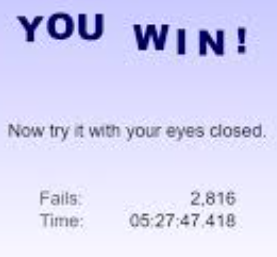 YOU WIN!
Now try it with your eyes closed.
Fails: 2,816
Time: 05:27:47.418